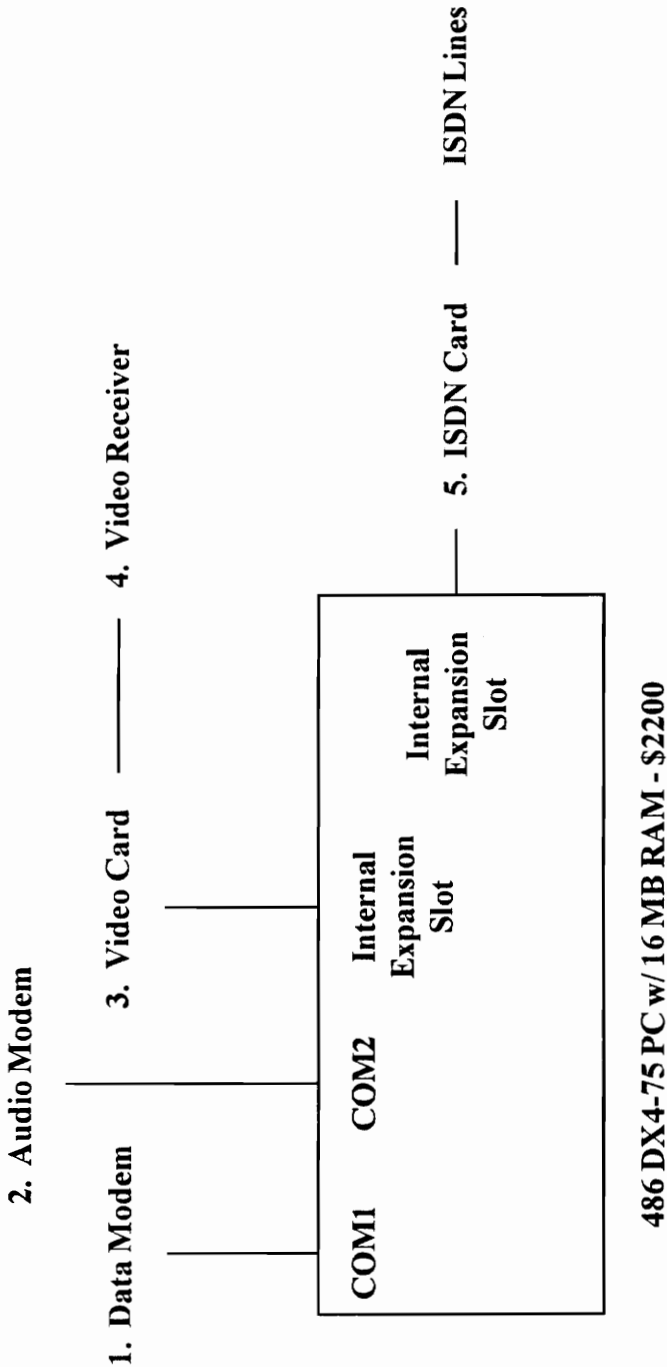 2. Audio Modem
1. Data Modem
3. Video Card
4. Video Receiver
COM1
COM2
Internal
Expansion
Slot
Internal
Expansion
Slot
5. ISDN Card
ISDN Lines
486 DX4-75 PC w/ 16 MB RAM - $2200